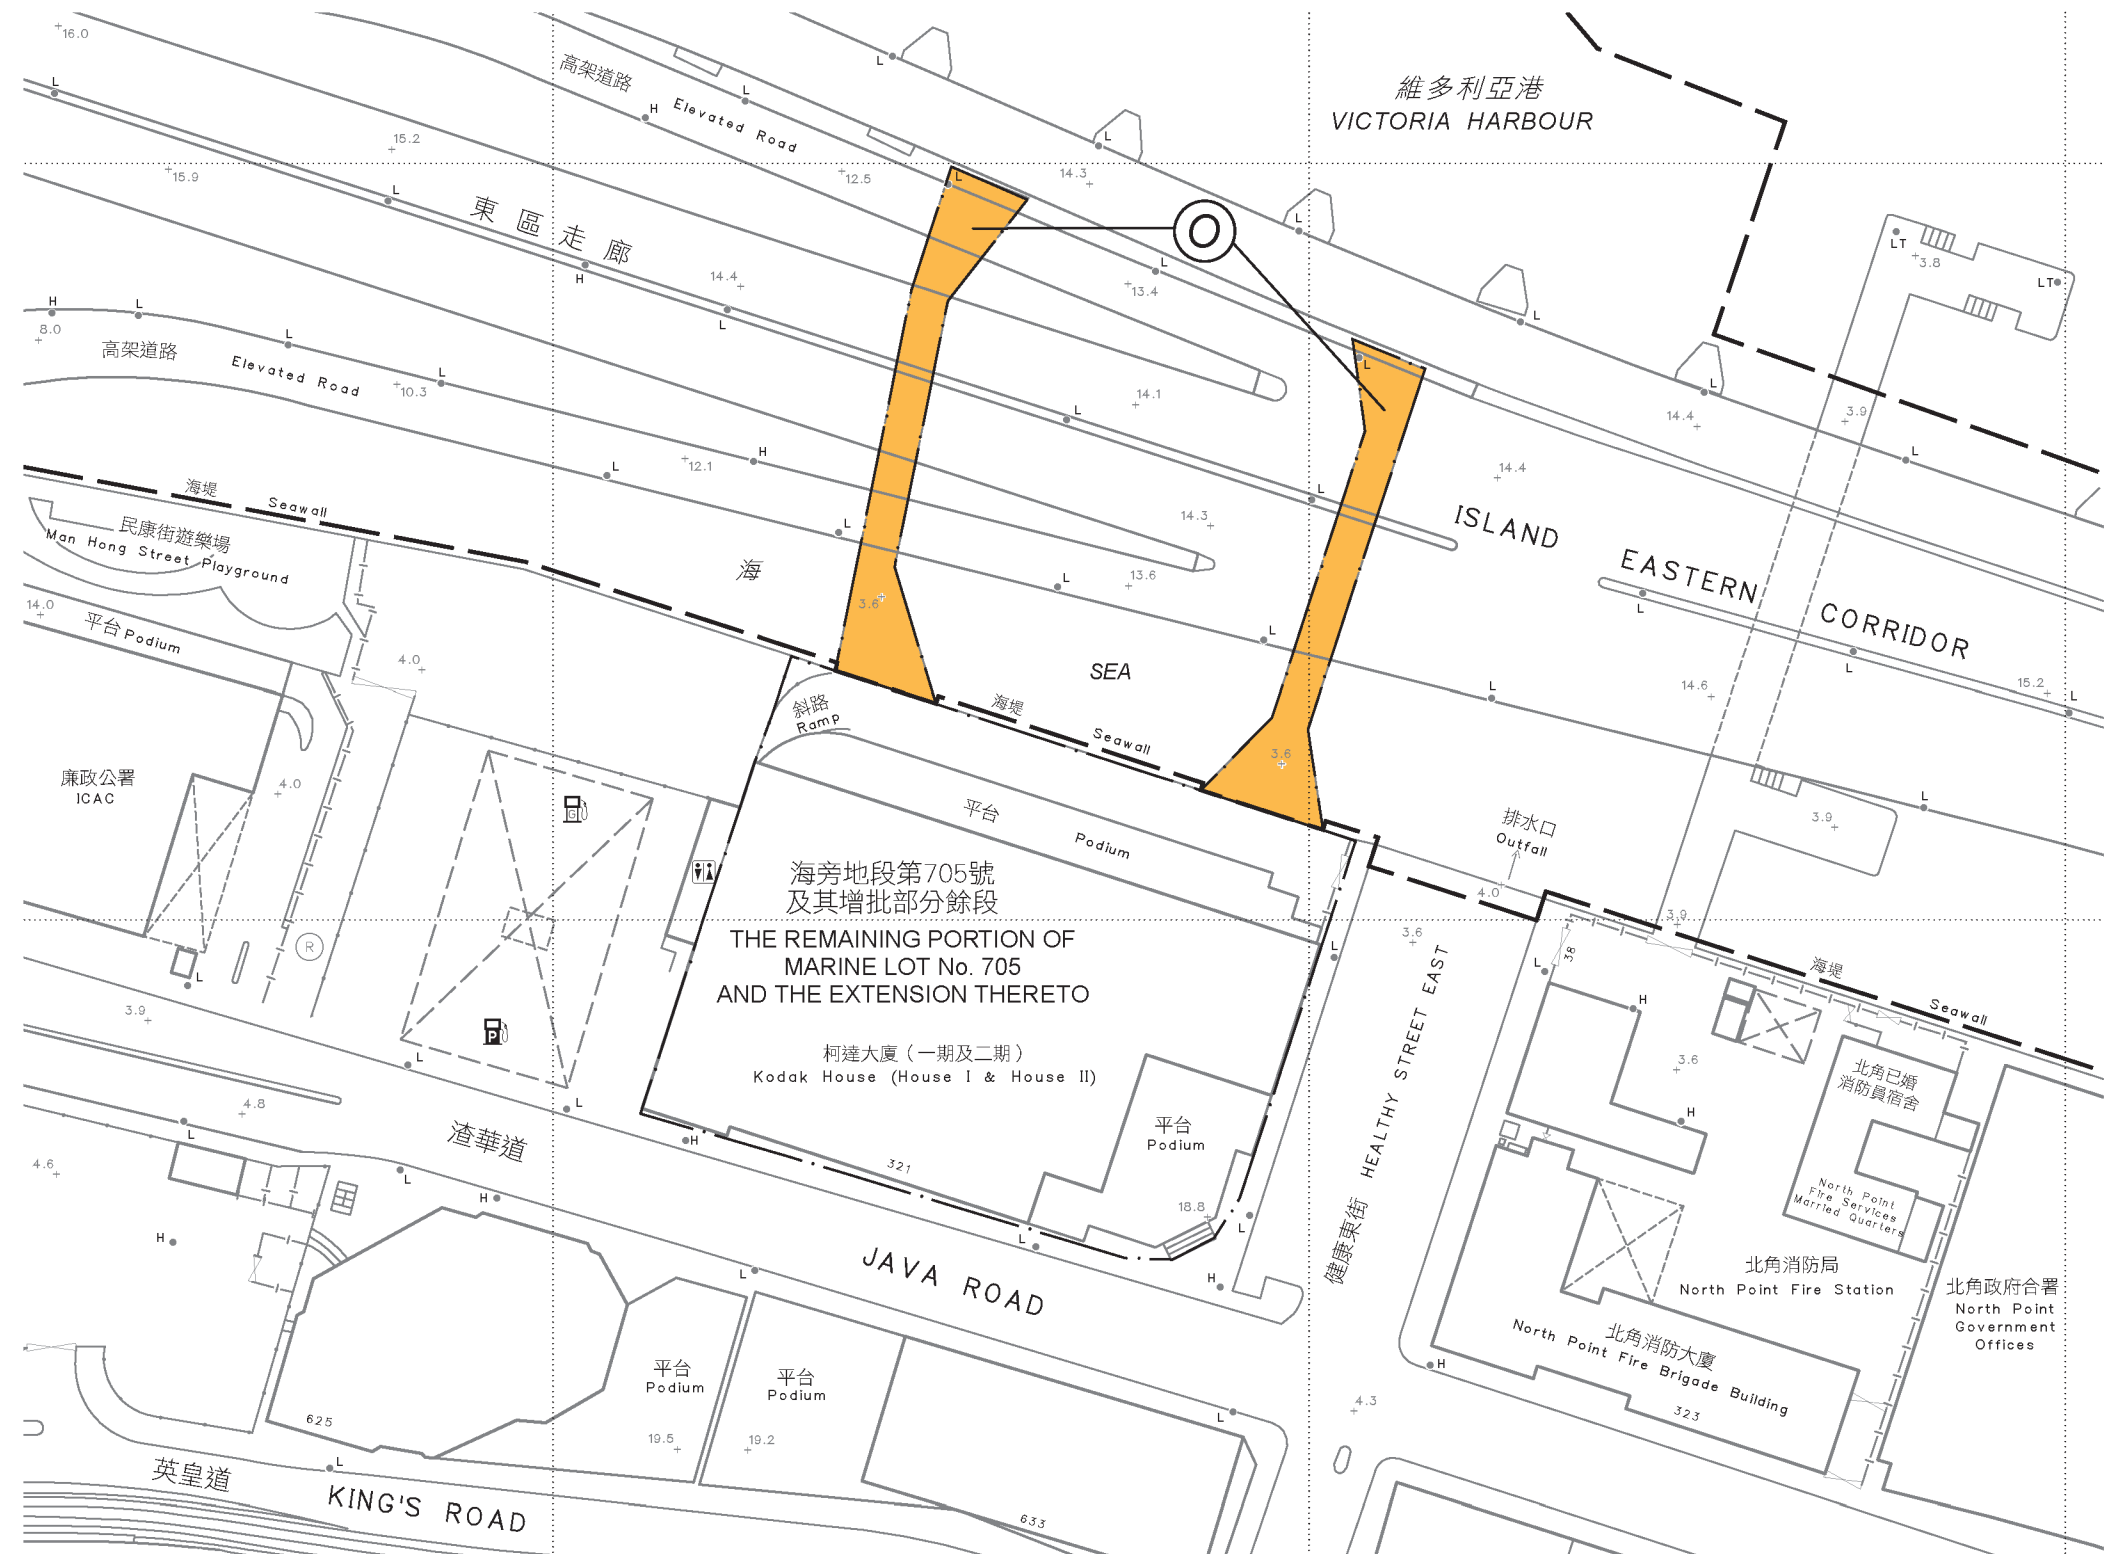 16.0
高架道路
Elevated Road
維多利亞港
VICTORIA HARBOUR
15.2
15.9
12.5
14.3
O
東區走廊
14.4
13.4
LT
3.8
LT
8.0
高架道路
Elevated Road
10.3
14.1
14.4
3.9
12.1
14.4
海堤
Seawall
14.3
ISLAND EASTERN CORRIDOR
民康街遊樂場
Man Hong Street Playground
海
13.6
3.6
14.0
平台 Podium
4.0
SEA
14.6
15.2
斜路
Ramp
海堤
Seawall
3.6
廉政公署
ICAC
4.0
G
平台
Podium
排水口
Outfall
3.9
4.0
3.9
海旁地段第705號
及其增批部分餘段
THE REMAINING PORTION OF
MARINE LOT No. 705
AND THE EXTENSION THERETO
R
3.6
38
海堤
Seawall
P
3.9
柯達大廈（一期及二期）
Kodak House (House I & House II)
3.6
北角已婚
消防員宿舍
North Point
Fire Services
Married Quarters
4.8
渣華道
平台
Podium
321
18.8
4.6
健康東街 HEALTHY STREET EAST
JAVA ROAD
北角消防局
North Point Fire Station
北角政府合署
North Point
Government
Offices
北角消防大廈
North Point Fire Brigade Building
323
平台
Podium
平台
Podium
625
19.5
19.2
4.3
英皇道
KING'S ROAD
633